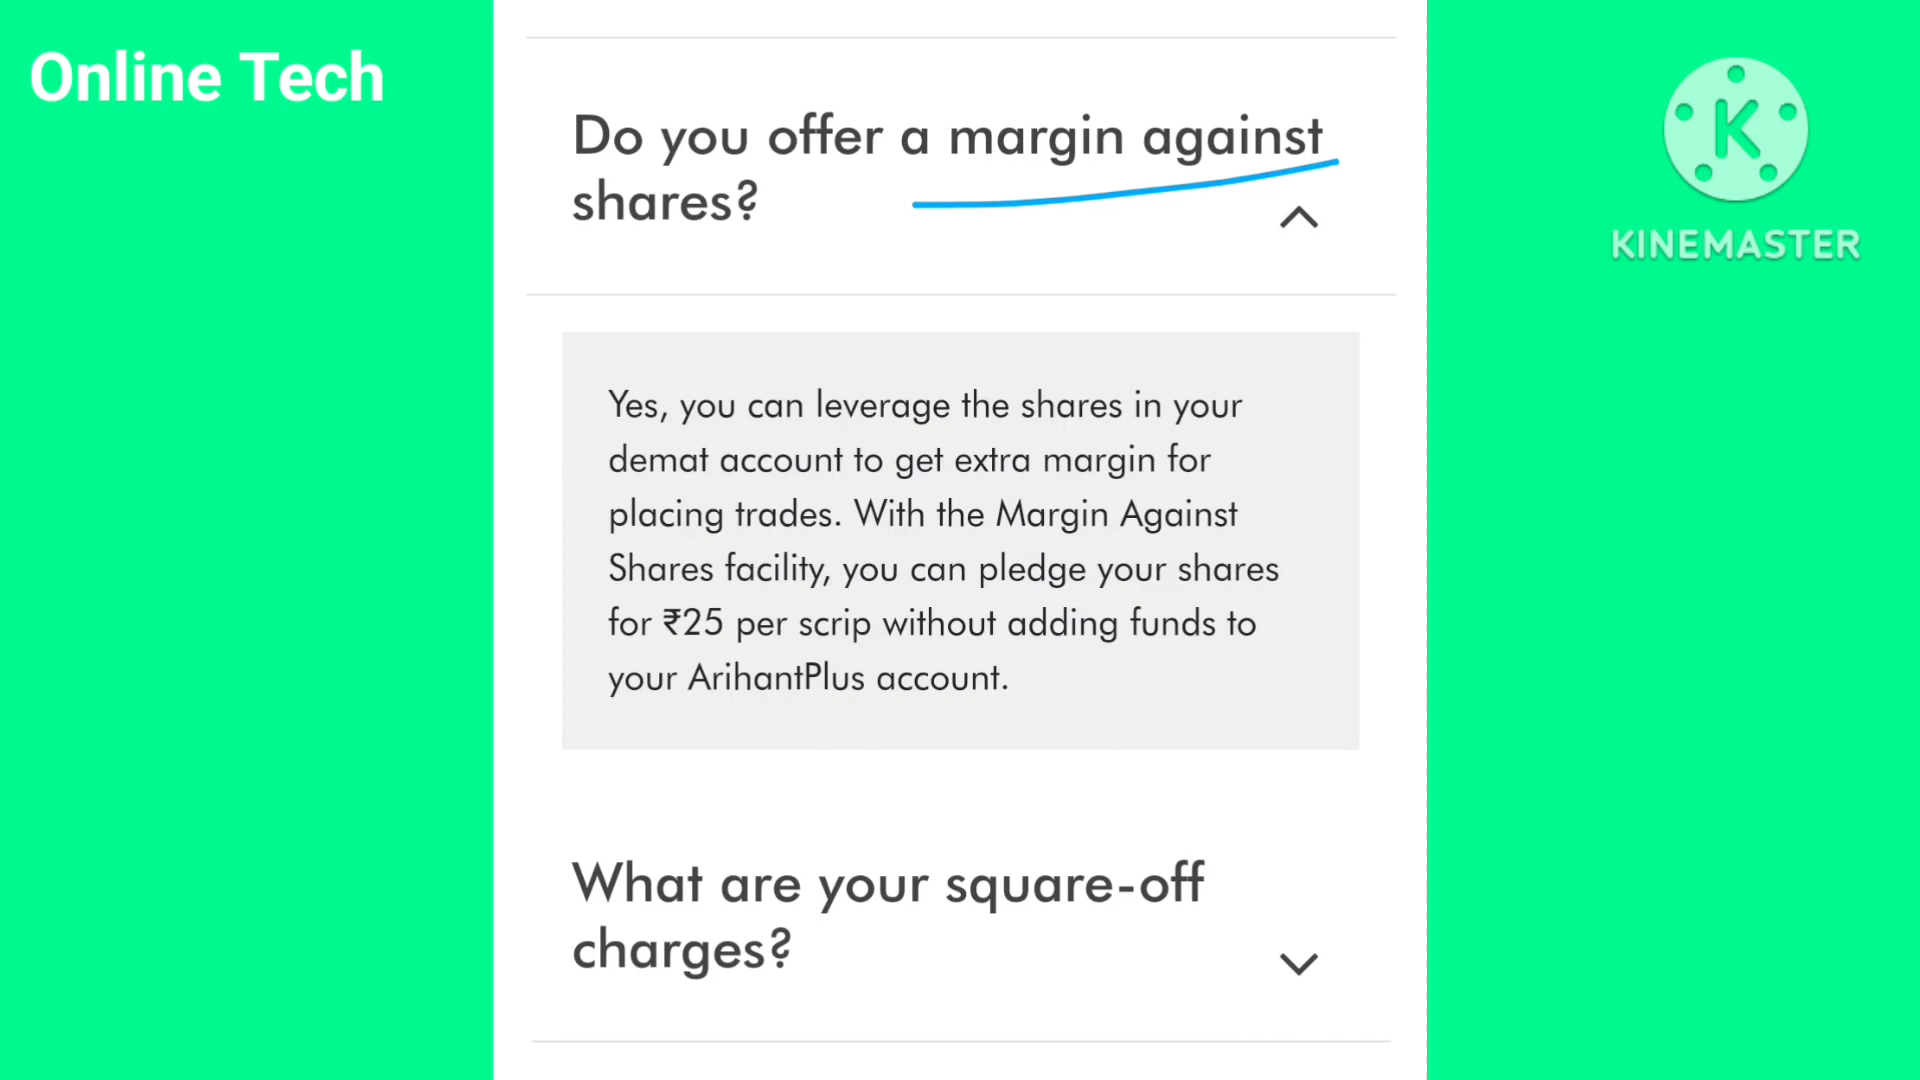 Online Tech
Do you offer a margin against
shares?
K
KINEMASTER
Yes, you can leverage the shares in your
demat account to get extra margin for
placing trades. With the Margin Against
Shares facility, you can pledge your shares
for ₹25 per scrip without adding funds to
your ArihantPlus account.
What are your square-off
charges?